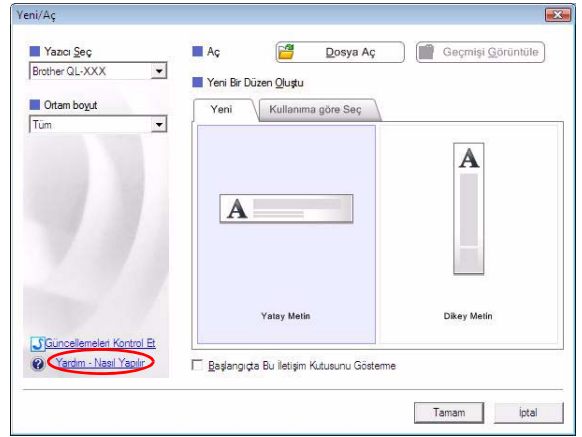 Yeni/Aç
Yazıcı Seç
Brother QL-XXX
Ortam boyut
Tüm
Aç
Dosya Aç
Geçmişi Görüntüle
Yeni Bir Düzen Oluştu
Yeni
Kullanıma göre Seç
A
Yatay Metin
A
Dikey Metin
Güncellemeleri Kontrol Et
Yardım - Nasıl Yapılır
Başlangıçta Bu İletişim Kutusunu Gösterme
Tamam
İptal